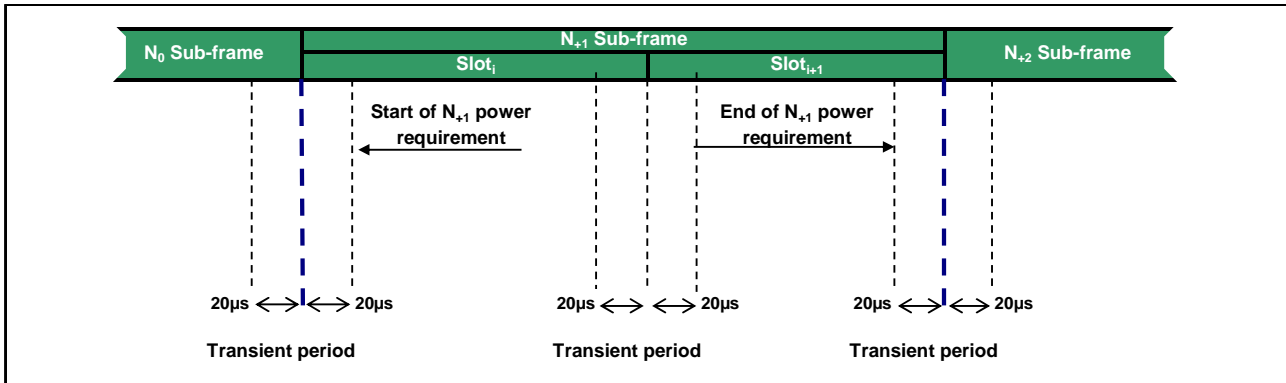 N+1 Sub-frame
N0 Sub-frame
N+2 Sub-frame
Sloti
Sloti+1
Start of N+1 power
requirement
End of N+1 power
requirement
20µs
20µs
20µs
20µs
20µs
20µs
Transient period
Transient period
Transient period